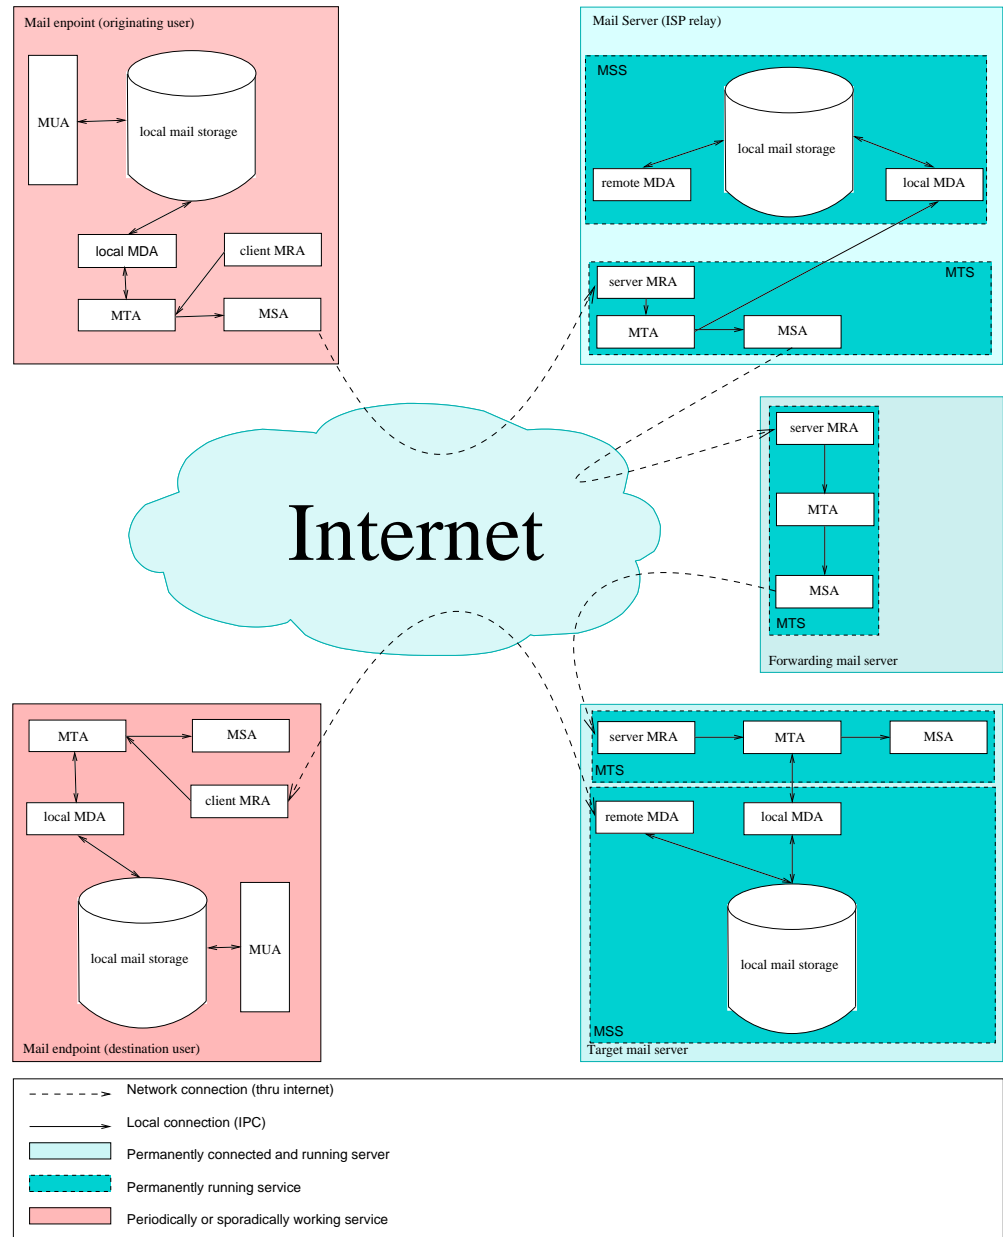 Mail enpoint (originating user)
MUA
local mail storage
local MDA
client MRA
MTA
MSA
Mail Server (ISP relay)
MSS
local mail storage
remote MDA
local MDA
MTS
server MRA
MTA
MSA
server MRA
MTA
MSA
MTS
Forwarding mail server
Internet
MTA
MSA
client MRA
local MDA
local mail storage
MUA
Mail endpoint (destination user)
server MRA
MTA
MSA
MTS
remote MDA
local MDA
local mail storage
MSS
Target mail server
Network connection (thru internet)
Local connection (IPC)
Permanently connected and running server
Permanently running service
Periodically or sporadically working service